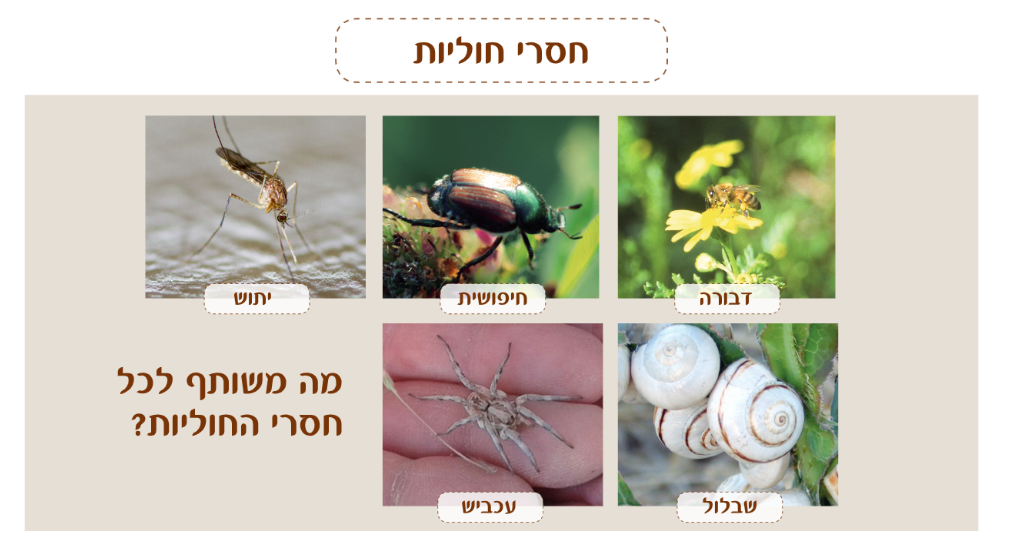 חסרי חוליות
דבורה
חיפושית
יתוש
שבלול
עכביש
מה משותף לכל
חסרי החוליות?